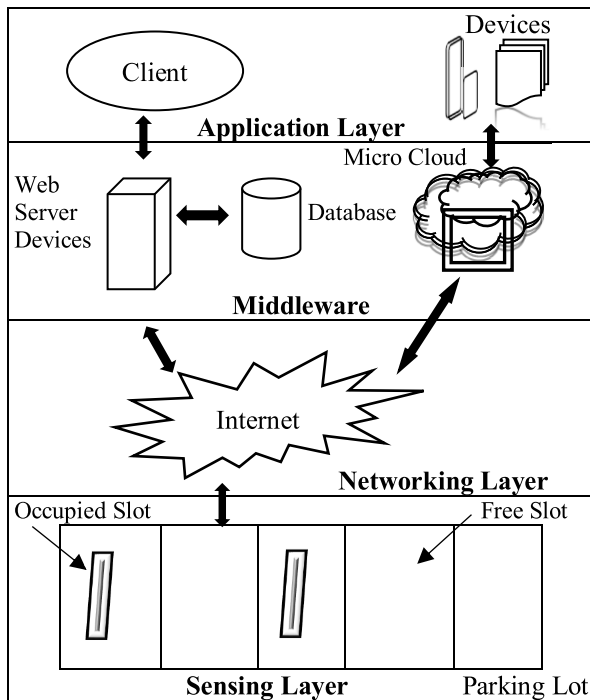 Devices
Client
Application Layer
Micro Cloud
Web
Server
Devices
Database
Middleware
Internet
Networking Layer
Occupied Slot
Free Slot
Sensing Layer
Parking Lot